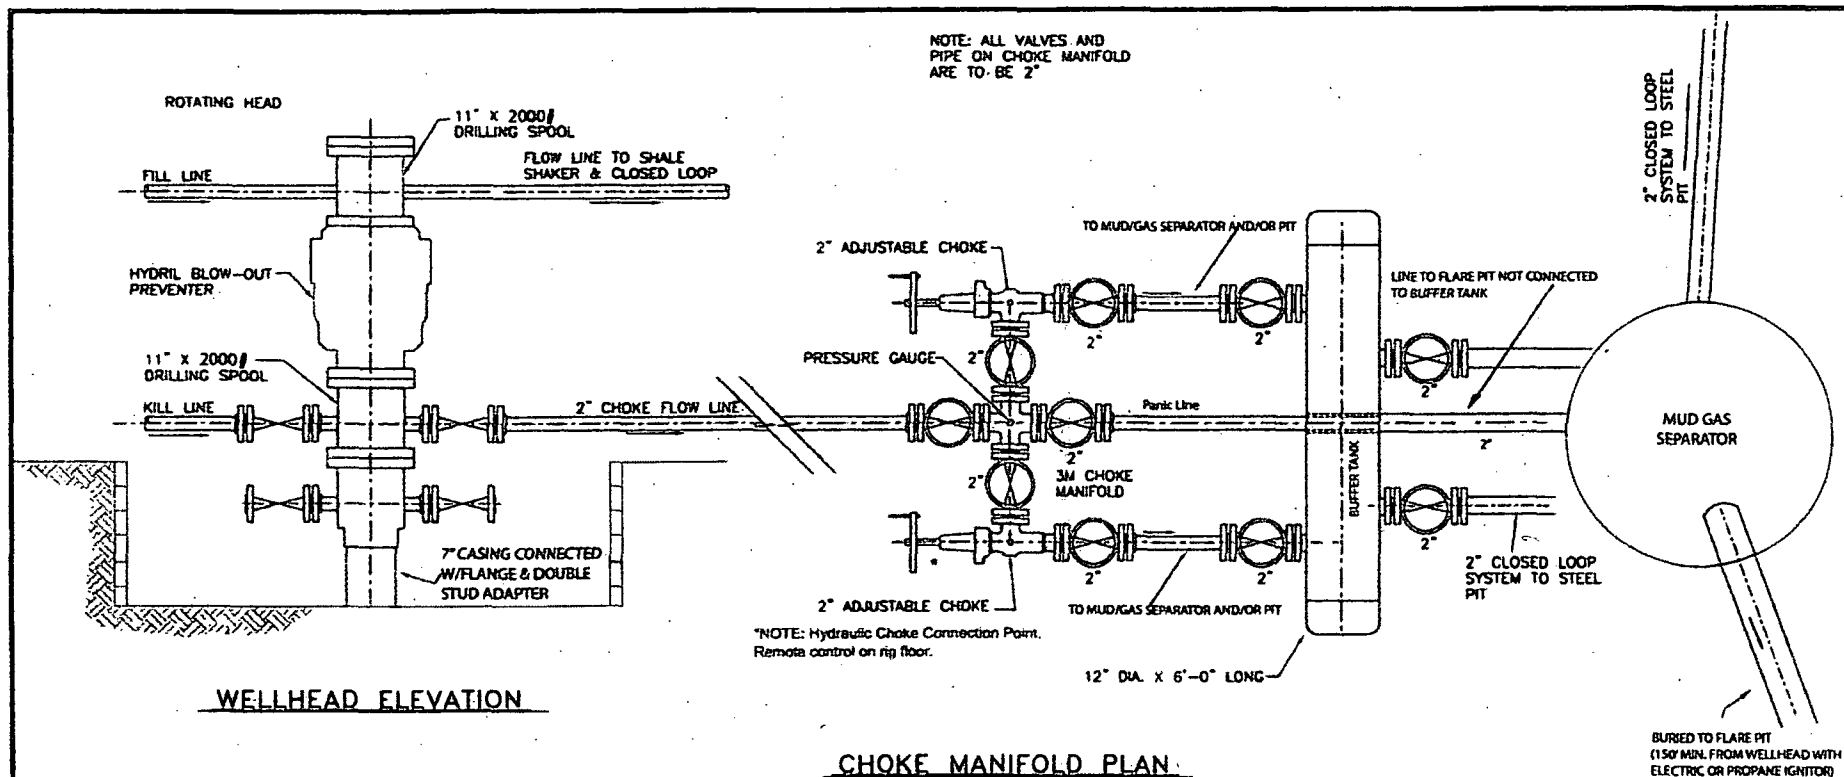 NOTE: ALL VALVES AND
PIPE ON CHOKE MANIFOLD
ARE TO BE 2"
ROTATING HEAD
11" X 2000#
DRILLING SPOOL
FLOW LINE TO SHALE
SHAKER & CLOSED LOOP
FILL LINE
HYDRIL BLOW-OUT
PREVENTER
11" X 2000#
DRILLING SPOOL
KILL LINE
2" CHOKE FLOW LINE
7" CASING CONNECTED
W/FLANGE & DOUBLE
STUD ADAPTER
WELLHEAD ELEVATION
2" ADJUSTABLE CHOKE
TO MUD/GAS SEPARATOR AND/OR PIT
2"
2"
2"
PRESSURE GAUGE
Panic Line
2"
2"
3M CHOKE
MANIFOLD
BUFFER TANK
*
2"
2"
2" ADJUSTABLE CHOKE
TO MUD/GAS SEPARATOR AND/OR PIT
*NOTE: Hydraulic Choke Connection Point.
Remote control on rig floor.
12" DIA. X 6'-0" LONG
CHOKE MANIFOLD PLAN
2" CLOSED LOOP
SYSTEM TO STEEL
PIT
LINE TO FLARE PIT NOT CONNECTED
TO BUFFER TANK
2"
2"
2"
MUD GAS
SEPARATOR
2" CLOSED LOOP
SYSTEM TO STEEL
PIT
BURIED TO FLARE PIT
(150' MIN. FROM WELLHEAD WITH
ELECTRIC OR PROPANE IGNITOR)